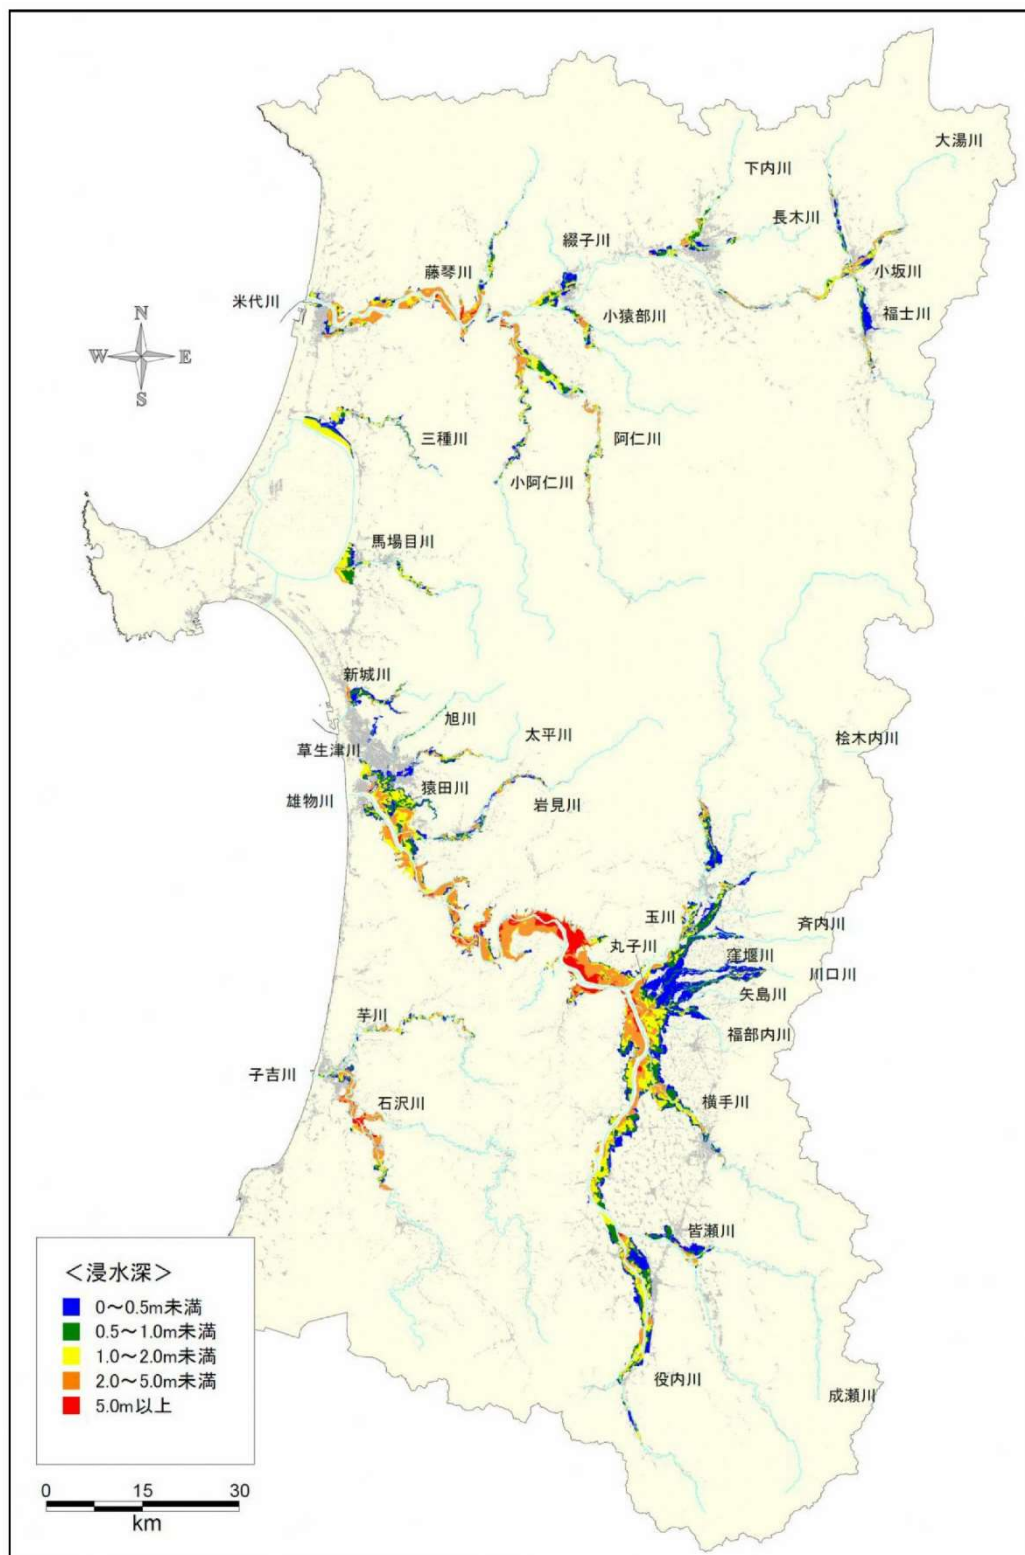 大湯川
下内川
長木川
綴子川
藤琴川
小坂川
米代川
小猿部川
福士川
N
W
E
S
三種川
阿仁川
小阿仁川
馬場目川
新城川
旭川
太平川
桧木内川
草生津川
猿田川
雄物川
岩見川
玉川
斉内川
丸子川
窪堰川
川口川
矢島川
芋川
福部内川
子吉川
石沢川
横手川
皆瀬川
<浸水深>
0~0.5m未満
0.5~1.0m未満
1.0~2.0m未満
2.0~5.0m未満
5.0m以上
役内川
成瀬川
0 15 30
km